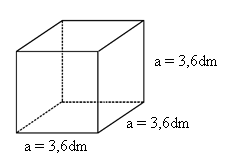 a = 3,6dm
a = 3,6dm
a = 3,6dm